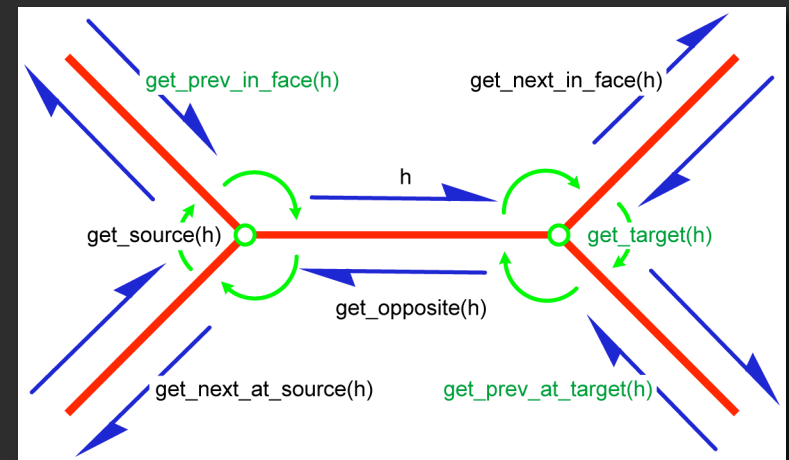 get_prev_in_face(h)
get_next_in_face(h)
h
get_source(h)
get_target(h)
get_opposite(h)
get_next_at_source(h)
get_prev_at_target(h)